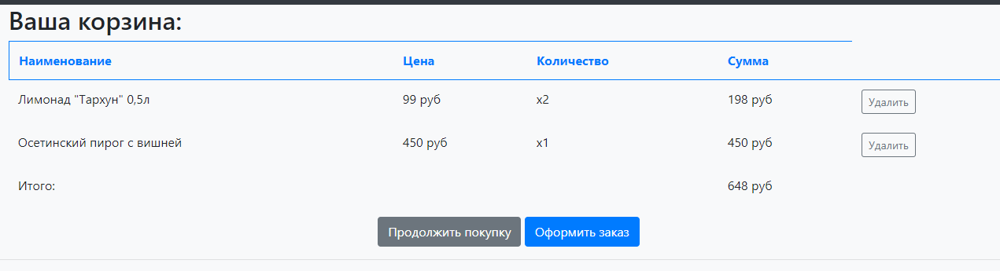 Ваша корзина:
Наименование Цена Количество Сумма
Лимонад "Тархун" 0,5л 99 руб x2 198 руб Удалить
Осетинский пирог с вишней 450 руб x1 450 руб Удалить
Итого: 648 руб
Продолжить покупку Оформить заказ